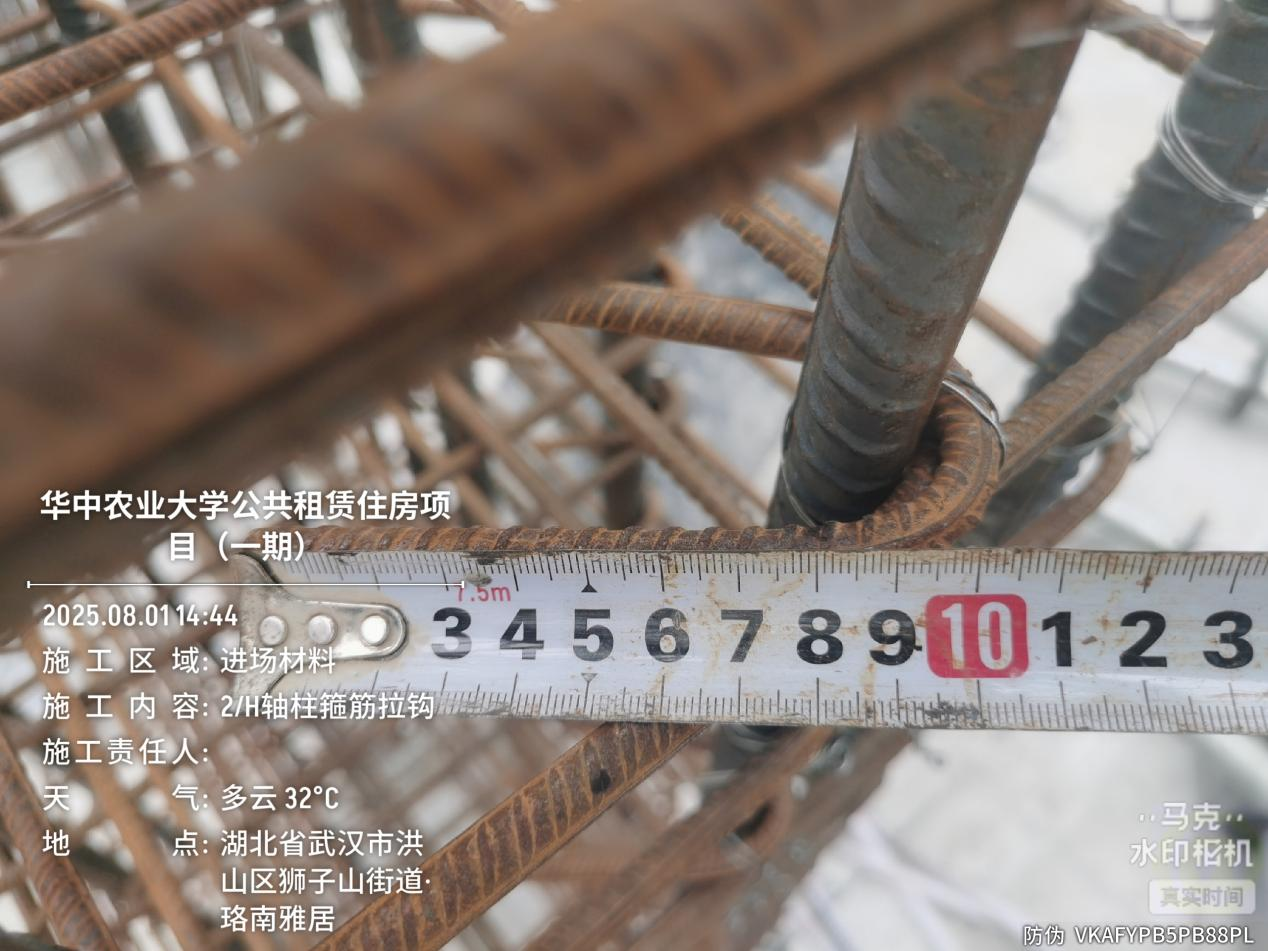 华中农业大学公共租赁住房项
目（一期）
7.5m
3 4 5 6 7 8 9 10 1 2 3
2025.08.01 14:44
施工区域: 进场材料
施工内容: 2/H轴柱箍筋拉钩
施工责任人:
天气: 多云 32°C
地点: 湖北省武汉市洪
山区狮子山街道·
珞南雅居
马克
水印相机
真实时间
防伪 VKAFYPB5PB88PL